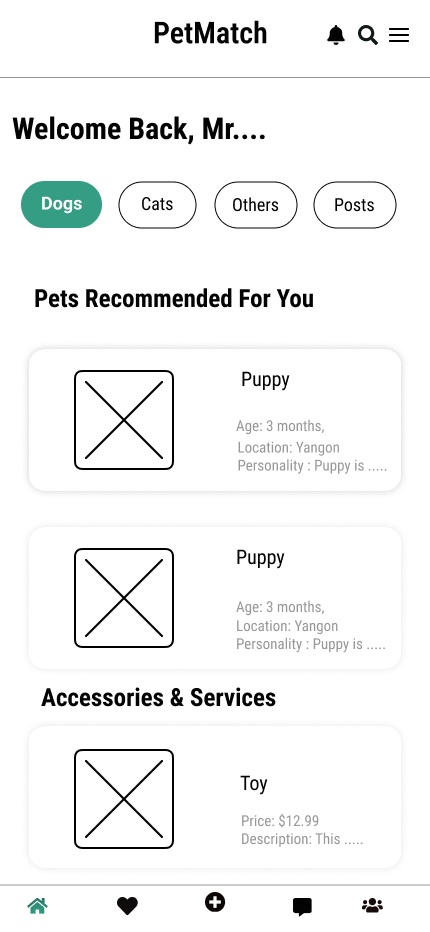 PetMatch
Welcome Back, Mr....
Dogs
Cats
Others
Posts
Pets Recommended For You
Puppy
Age: 3 months,
Location: Yangon
Personality : Puppy is .....
Puppy
Age: 3 months,
Location: Yangon
Personality : Puppy is .....
Accessories & Services
Toy
Price: $12.99
Description: This .....